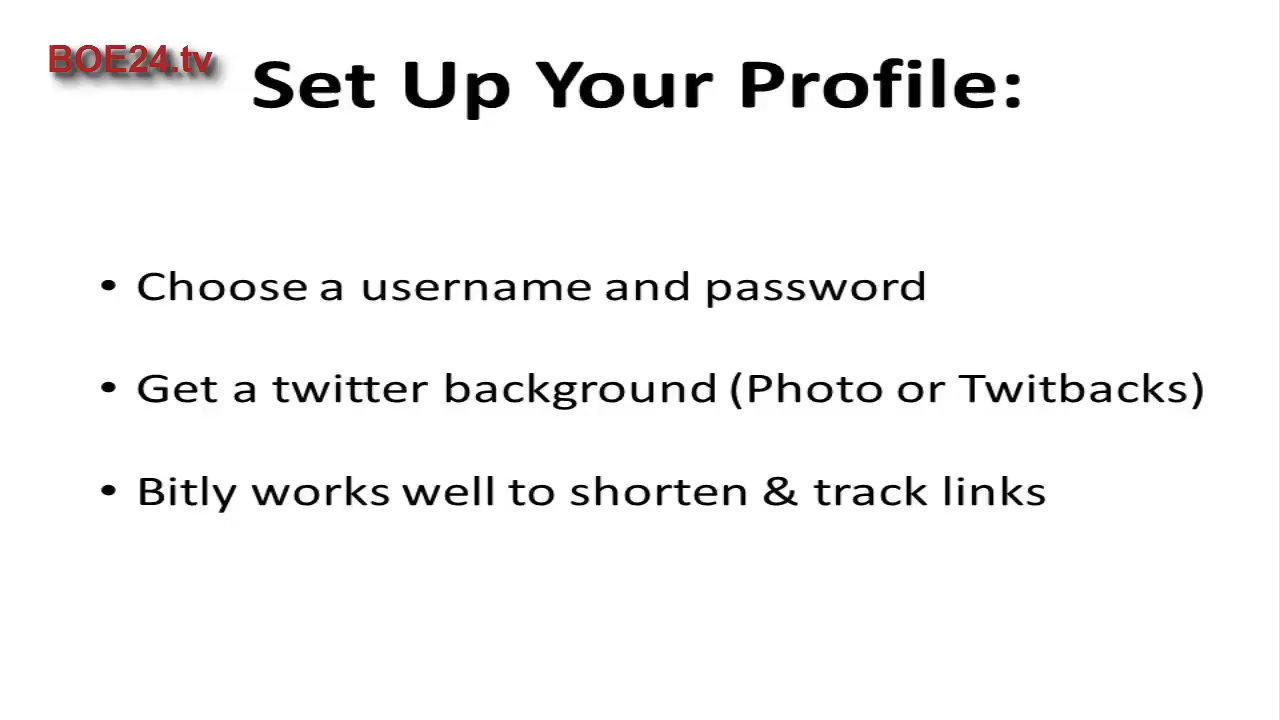 BOE24.tv
Set Up Your Profile:
• Choose a username and password
• Get a twitter background (Photo or Twitbacks)
• Bitly works well to shorten & track links